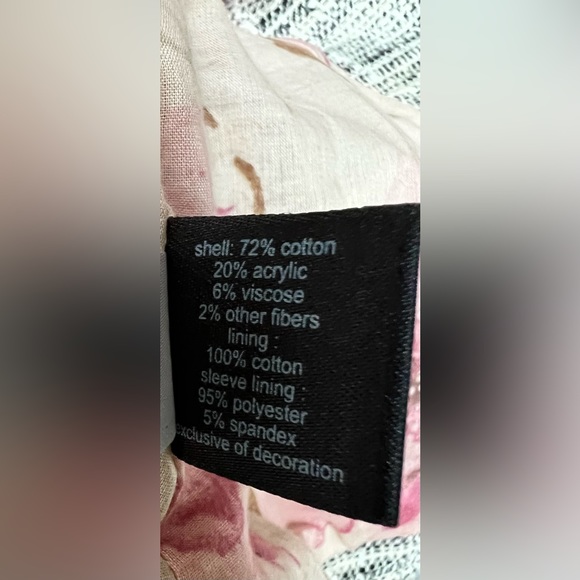 shell: 72% cotton
20% acrylic
6% viscose
2% other fibers
lining :
100% cotton
sleeve lining :
95% polyester
5% spandex
exclusive of decoration